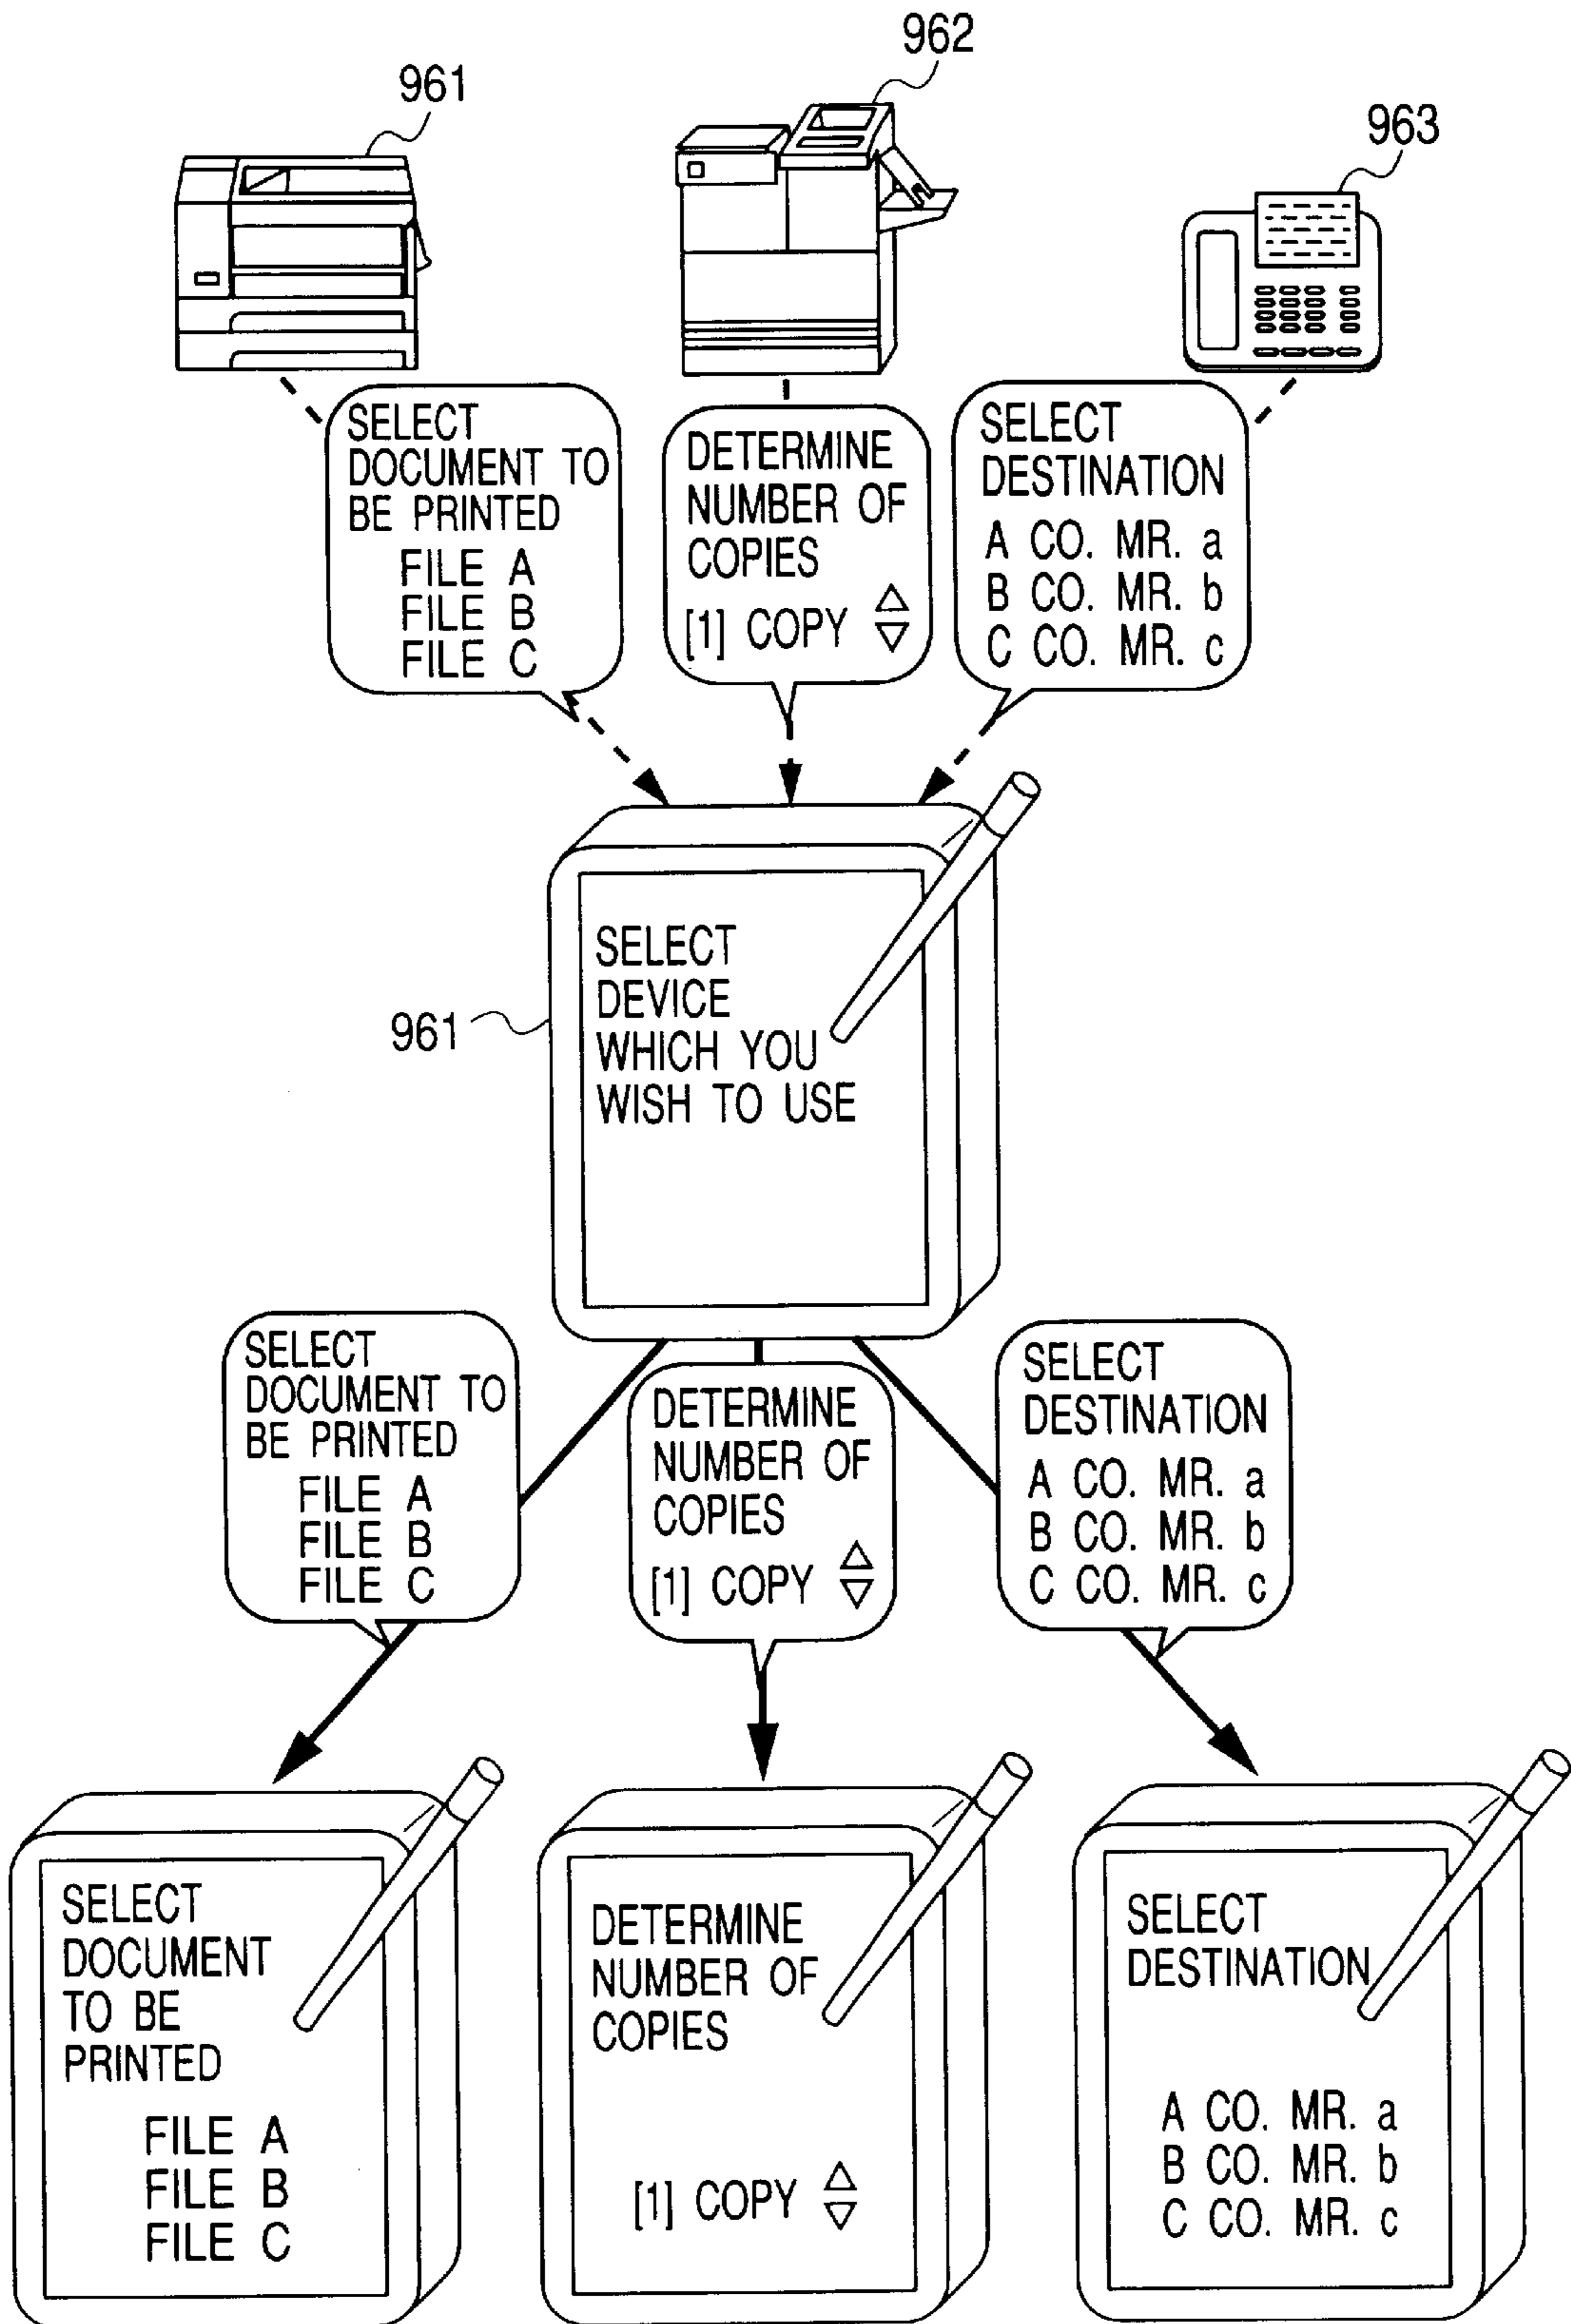 962
961
963
SELECT
DOCUMENT TO
BE PRINTED
FILE A
FILE B
FILE C
DETERMINE
NUMBER OF
COPIES
[1] COPY △▽
SELECT
DESTINATION
A CO. MR. a
B CO. MR. b
C CO. MR. c
SELECT
DEVICE
WHICH YOU
WISH TO USE
961
SELECT
DOCUMENT TO
BE PRINTED
FILE A
FILE B
FILE C
DETERMINE
NUMBER OF
COPIES
[1] COPY △▽
SELECT
DESTINATION
A CO. MR. a
B CO. MR. b
C CO. MR. c
SELECT
DOCUMENT
TO BE
PRINTED
FILE A
FILE B
FILE C
DETERMINE
NUMBER OF
COPIES
[1] COPY △▽
SELECT
DESTINATION
A CO. MR. a
B CO. MR. b
C CO. MR. c